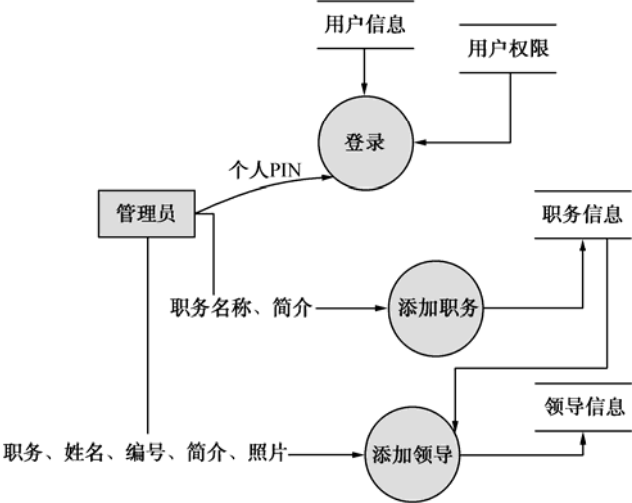 用户信息
用户权限
登录
个人PIN
管理员
职务信息
职务名称、简介
添加职务
领导信息
职务、姓名、编号、简介、照片
添加领导